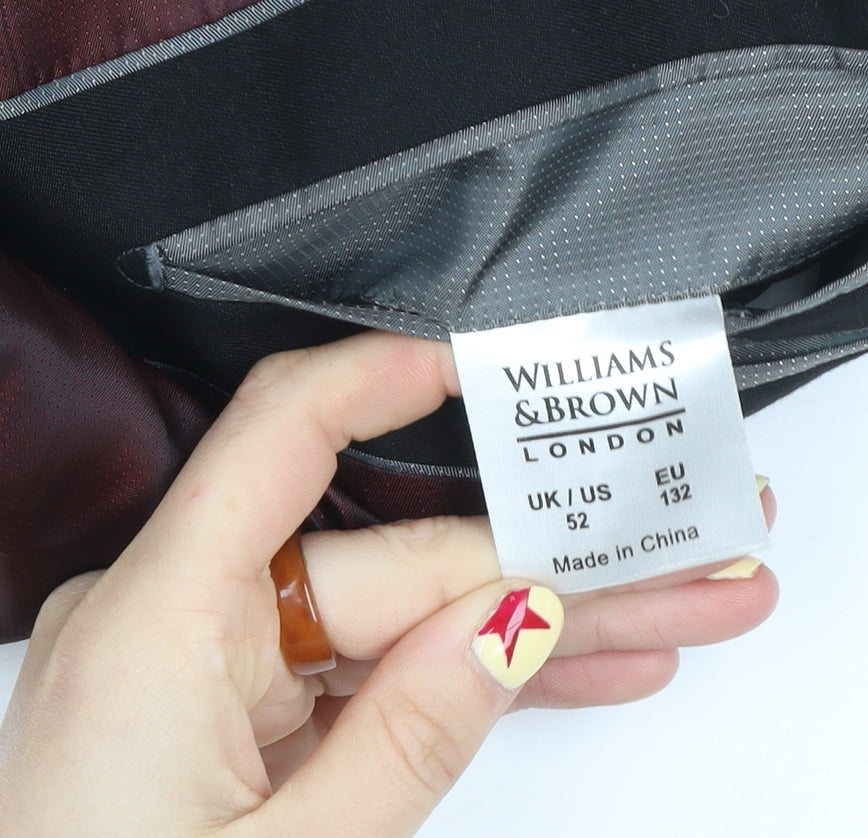 WILLIAMS
&BROWN
LONDON
UK / US EU
52 132
Made in China